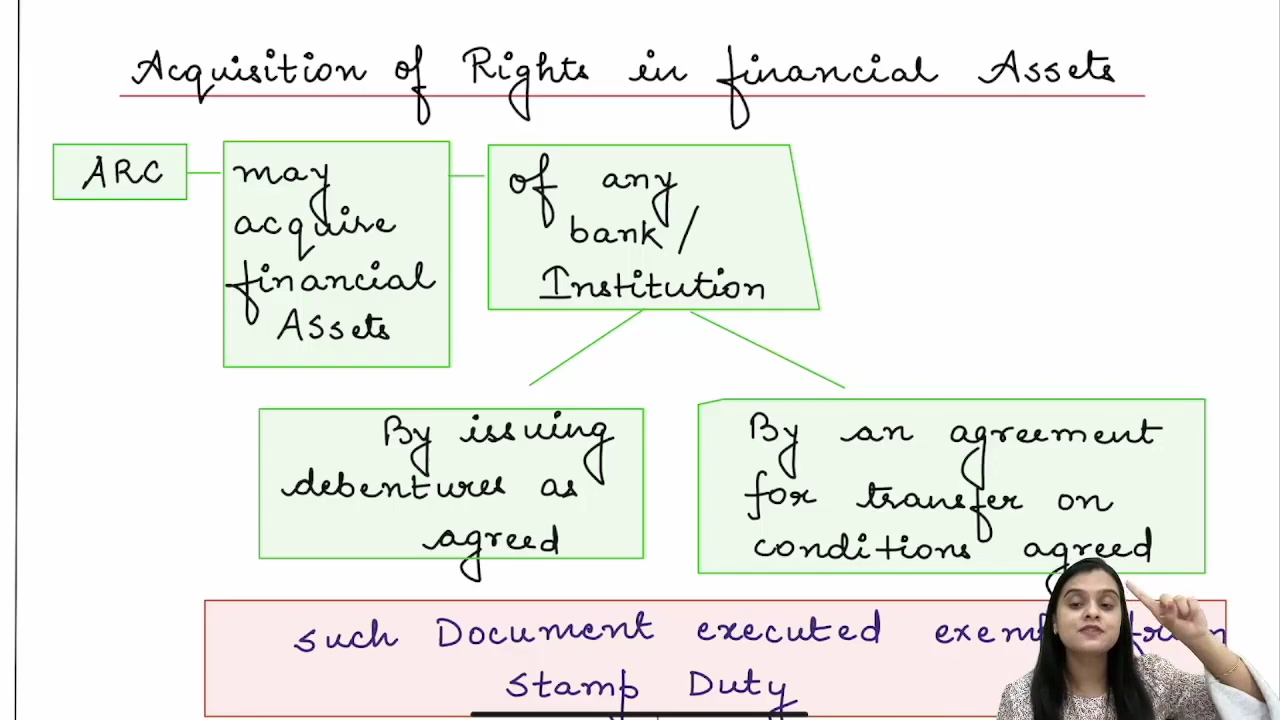 Acquisition of Rights in financial Assets
ARC
may
acquire
financial
Assets
of any
bank/
Institution
By issuing
debentures as
agreed
By an agreement
for transfer on
conditions agreed
such Document executed
Stamp Duty